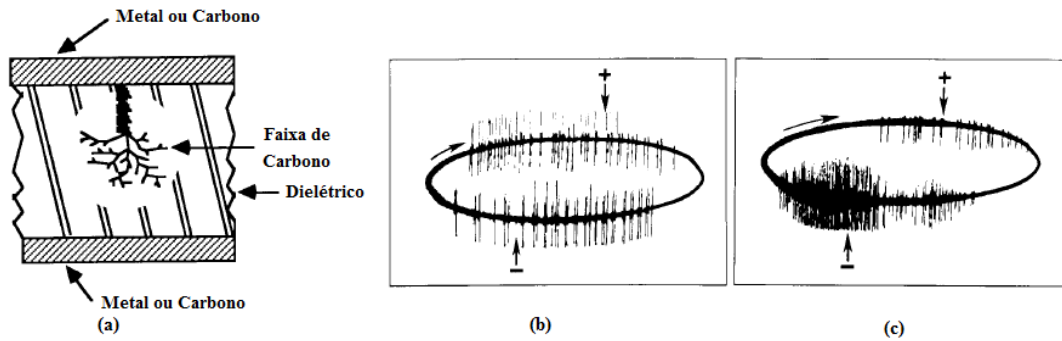 Metal ou Carbono
Faixa de
Carbono
Dielétrico
Metal ou Carbono
(a)
+
−
(b)
+
−
(c)